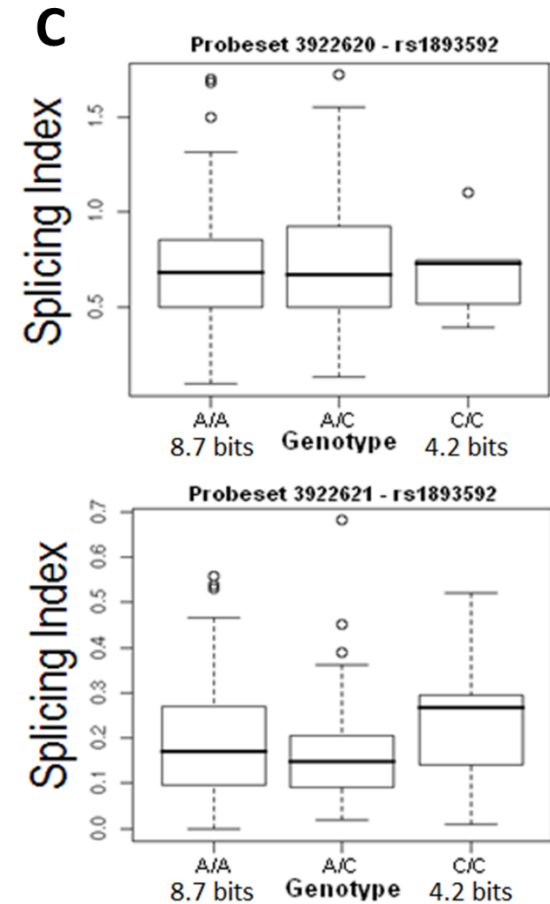 C
Probeset 3922620 - rs1893592
Splicing Index
1.5
1.0
0.5
A/A A/C C/C
8.7 bits Genotype 4.2 bits
Probeset 3922621 - rs1893592
Splicing Index
0.7
0.6
0.5
0.4
0.3
0.2
0.1
0.0
A/A A/C C/C
8.7 bits Genotype 4.2 bits